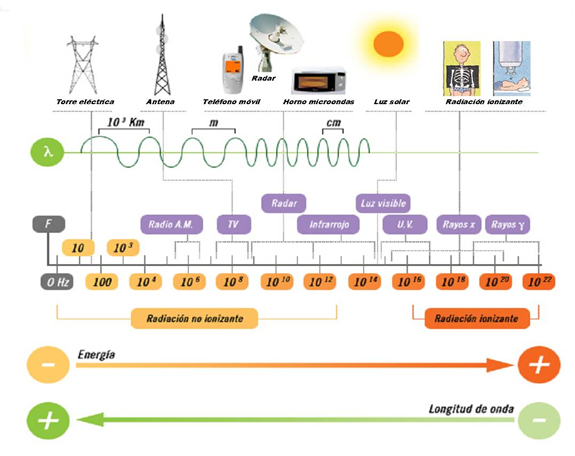 Radar
Torre eléctrica
Antena
Teléfono móvil
Horno microondas
Luz solar
Radiación ionizante
10 3 Km
m
cm
λ
Radar
Luz visible
F
Radio A.M.
TV
Infrarrojo
U.V.
Rayos x
Rayos γ
10
10 3
0 Hz
100
10 4
10 6
10 8
10 10
10 12
10 14
10 16
10 18
10 20
10 22
Radiación no ionizante
Radiación ionizante
Energía
-
+
Longitud de onda
+
-